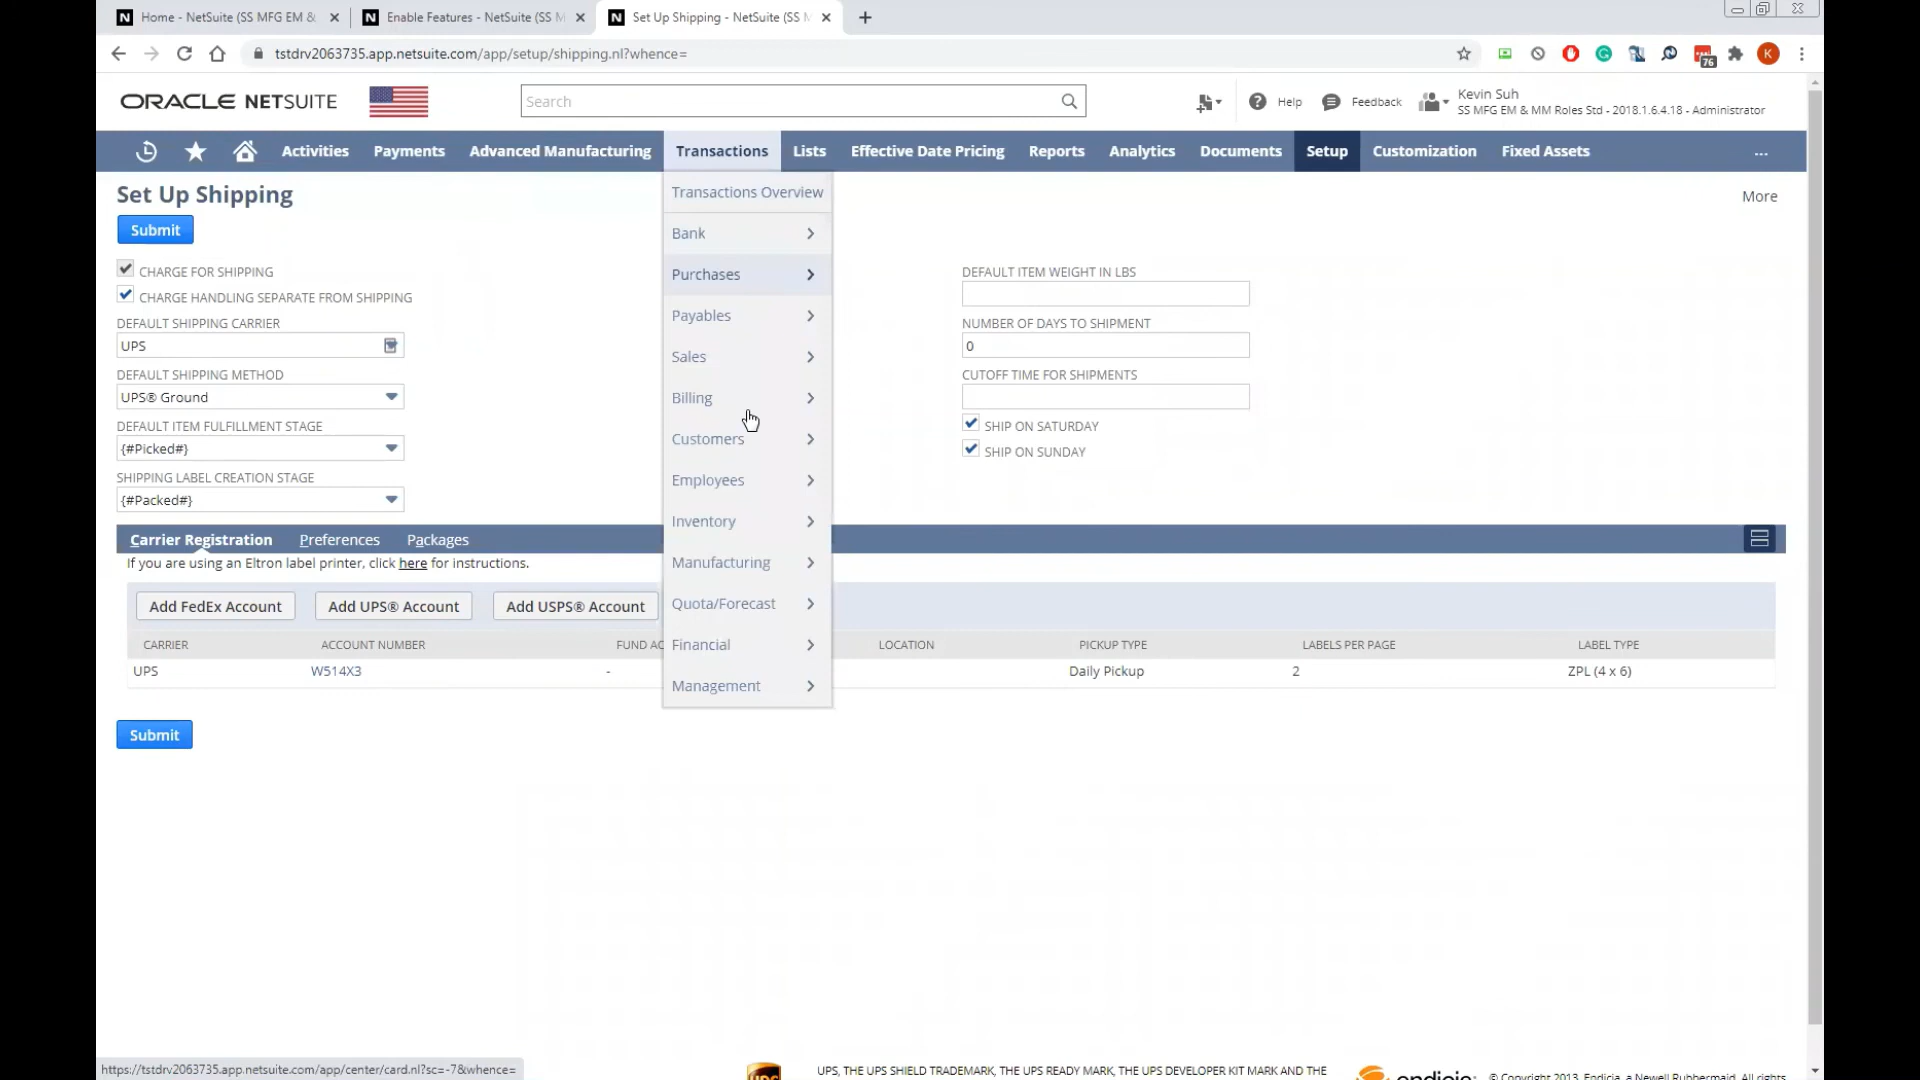 Home - NetSuite (SS MFG EM &
Enable Features - NetSuite (SS M
Set Up Shipping - NetSuite (SS M
tstdrv2063735.app.netsuite.com/app/setup/shipping.nl?whence=
76
K
ORACLE NETSUITE
Search
Help
Feedback
Kevin Suh
SS MFG EM & MM Roles Std - 2018.1.6.4.18 - Administrator
Activities Payments Advanced Manufacturing Transactions Lists Effective Date Pricing Reports Analytics Documents Setup Customization Fixed Assets ...
Set Up Shipping
More
Submit
CHARGE FOR SHIPPING
CHARGE HANDLING SEPARATE FROM SHIPPING
DEFAULT SHIPPING CARRIER
UPS
DEFAULT SHIPPING METHOD
UPS® Ground
DEFAULT ITEM FULFILLMENT STAGE
{#Picked#}
SHIPPING LABEL CREATION STAGE
{#Packed#}
Transactions Overview
Bank
Purchases
Payables
Sales
Billing
Customers
Employees
Inventory
Manufacturing
Quota/Forecast
Financial
Management
DEFAULT ITEM WEIGHT IN LBS
NUMBER OF DAYS TO SHIPMENT
0
CUTOFF TIME FOR SHIPMENTS
SHIP ON SATURDAY
SHIP ON SUNDAY
Carrier Registration Preferences Packages
If you are using an Eltron label printer, click here for instructions.
Add FedEx Account Add UPS® Account Add USPS® Account
CARRIER ACCOUNT NUMBER FUND AC LOCATION PICKUP TYPE LABELS PER PAGE LABEL TYPE
UPS W514X3 - Daily Pickup 2 ZPL (4 x 6)
Submit
https://tstdrv2063735.app.netsuite.com/app/center/card.nl?sc=-7&whence=
UPS, THE UPS SHIELD TRADEMARK, THE UPS READY MARK, THE UPS DEVELOPER KIT MARK AND THE
endicia
© Copyright 2013. Endicia, a Newell Rubbermaid. All rights